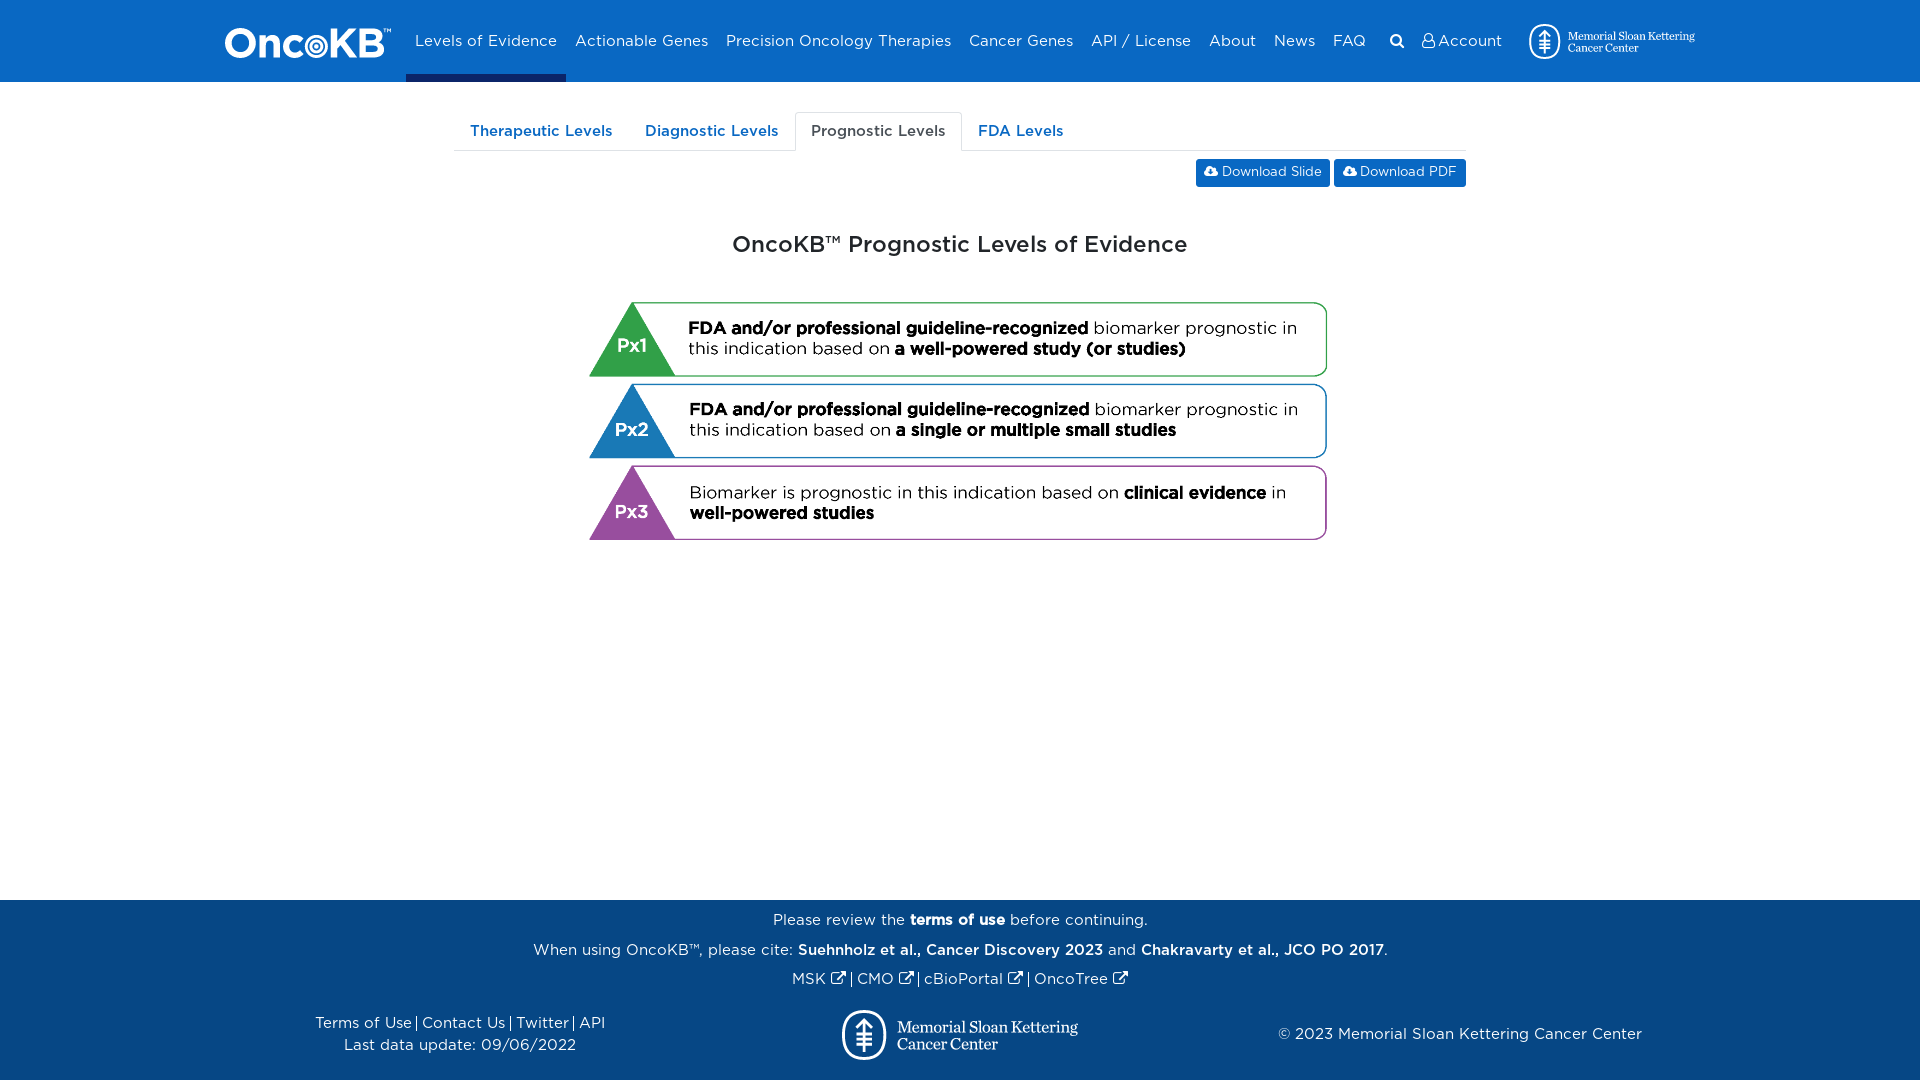 OncoKB™ Levels of Evidence Actionable Genes Precision Oncology Therapies Cancer Genes API / License About News FAQ Account Memorial Sloan Kettering
Cancer Center
Therapeutic Levels Diagnostic Levels Prognostic Levels FDA Levels
Download Slide Download PDF
OncoKB™ Prognostic Levels of Evidence
Px1
FDA and/or professional guideline-recognized biomarker prognostic in
this indication based on a well-powered study (or studies)
Px2
FDA and/or professional guideline-recognized biomarker prognostic in
this indication based on a single or multiple small studies
Px3
Biomarker is prognostic in this indication based on clinical evidence in
well-powered studies
Please review the terms of use before continuing.
When using OncoKB™, please cite: Suehnholz et al., Cancer Discovery 2023 and Chakravarty et al., JCO PO 2017.
MSK | CMO | cBioPortal | OncoTree
Terms of Use | Contact Us | Twitter | API
Last data update: 09/06/2022
Memorial Sloan Kettering
Cancer Center
© 2023 Memorial Sloan Kettering Cancer Center